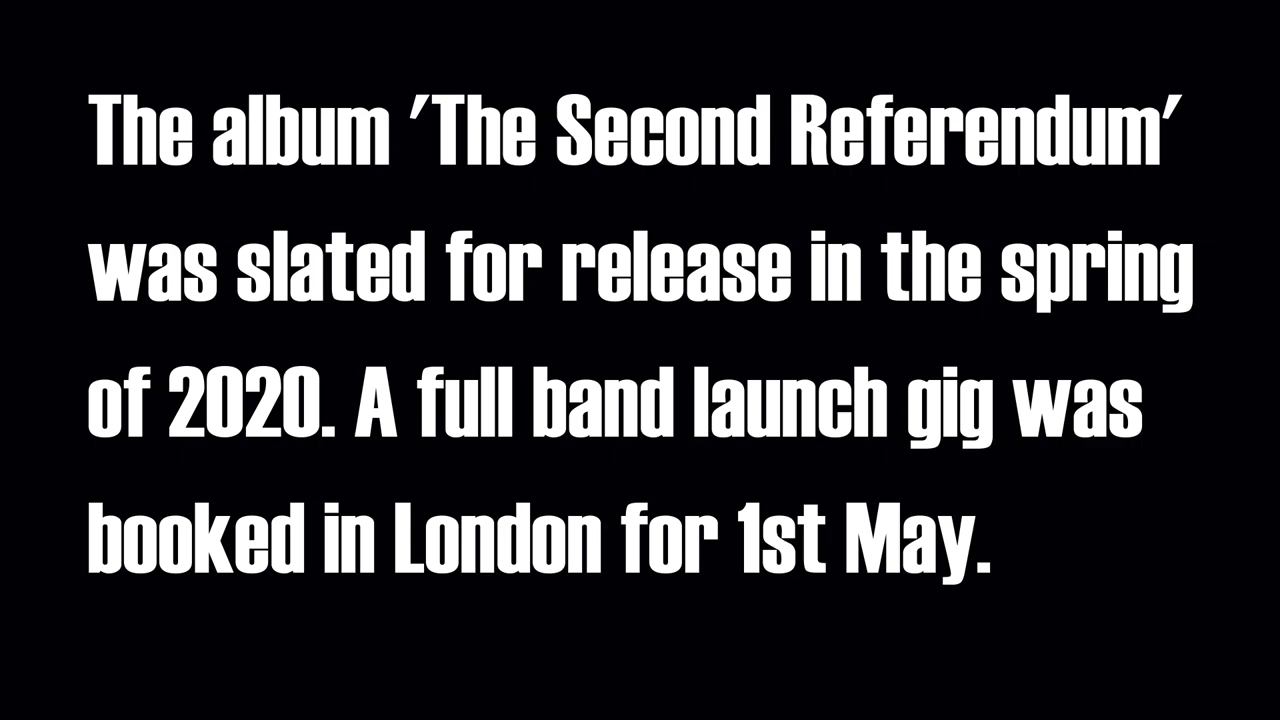 The album 'The Second Referendum'
was slated for release in the spring
of 2020. A full band launch gig was
booked in London for 1st May.